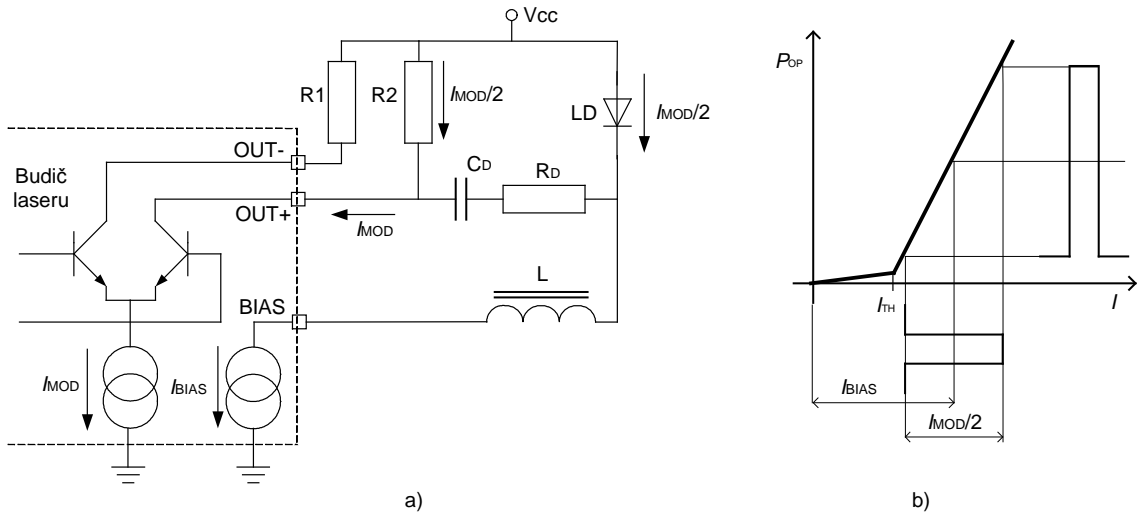 Vcc
R1
R2
IMOD/2
LD
IMOD/2
OUT-
CD
RD
Budič
laseru
OUT+
IMOD
L
BIAS
IMOD
IBIAS
a)
POP
ITH
I
IBIAS
IMOD/2
b)